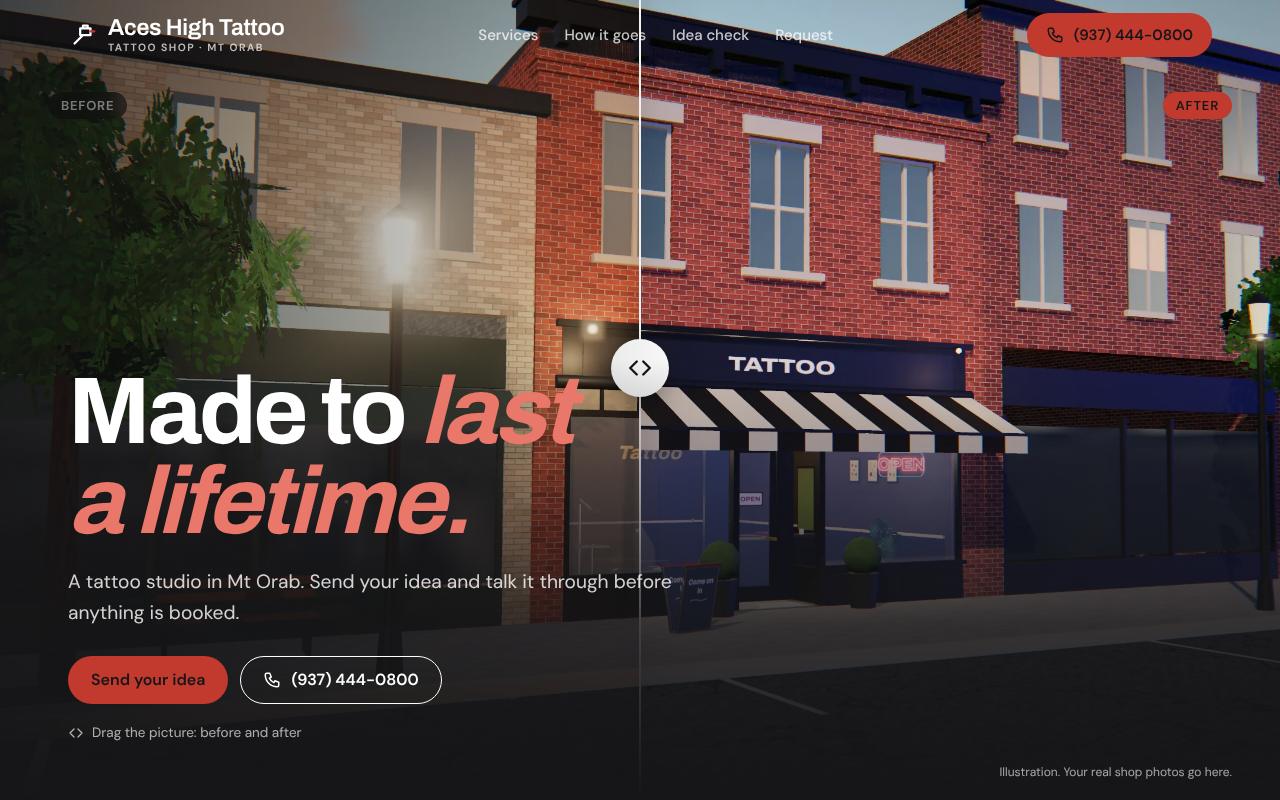 Aces High Tattoo
TATTOO SHOP · MT ORAB
Services
How it goes
Idea check
Request
(937) 444-0800
BEFORE
AFTER
TATTOO
Made to last
a lifetime.
Tattoo
OPEN
OPEN
Come on
in
A tattoo studio in Mt Orab. Send your idea and talk it through before
anything is booked.
Send your idea
(937) 444-0800
Drag the picture: before and after
Illustration. Your real shop photos go here.